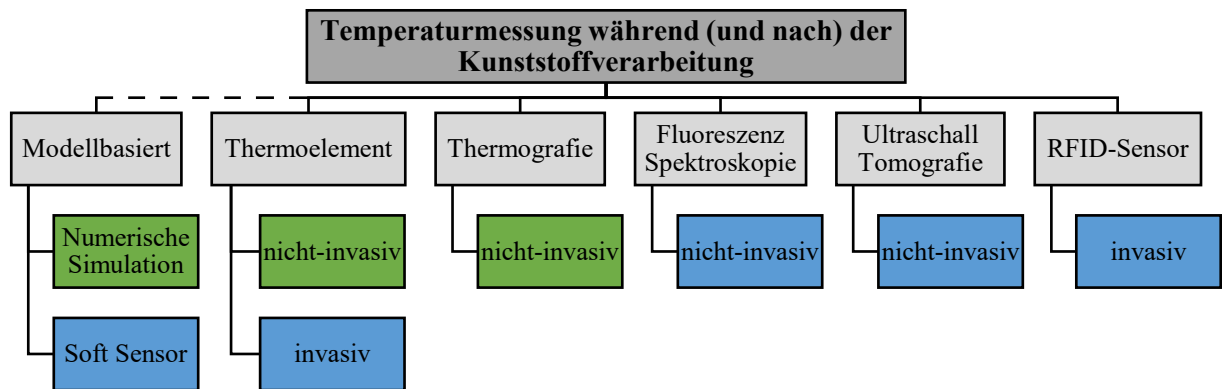 Temperaturmessung während (und nach) der
Kunststoffverarbeitung
Modellbasiert
Thermoelement
Thermografie
Fluoreszenz
Spektroskopie
Ultraschall
Tomografie
RFID-Sensor
Numerische
Simulation
nicht-invasiv
nicht-invasiv
nicht-invasiv
nicht-invasiv
invasiv
Soft Sensor
invasiv